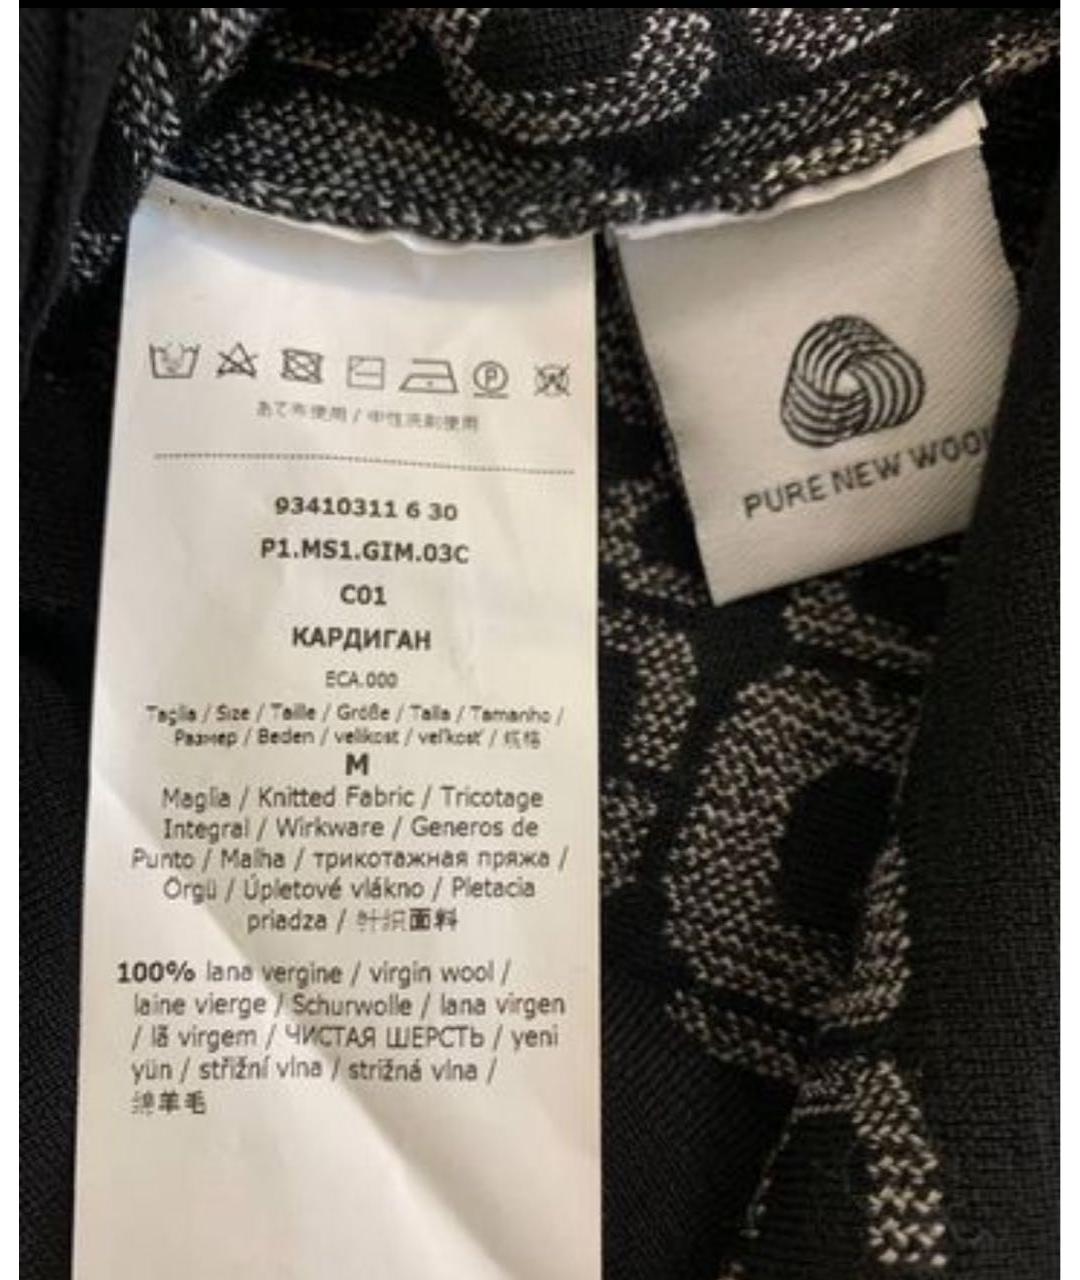 あて布使用 / 中性洗剤使用
93410311 6 30
P1.MS1.GIM.03C
C01
КАРДИГАН
ECA.000
Taglia / Size / Taille / Größe / Talla / Tamanho /
Размер / Beden / velikost / veľkosť / 规格
M
Maglia / Knitted Fabric / Tricotage
Integral / Wirkware / Generos de
Punto / Malha / трикотажная пряжа /
Örgü / Úpletové vlákno / Pletacia
priadza / 针织面料
100% lana vergine / virgin wool /
laine vierge / Schurwolle / lana virgen
/ lã virgem / ЧИСТАЯ ШЕРСТЬ / yeni
yün / střižní vlna / strižná vlna /
绵羊毛
P
PURE NEW WOOL